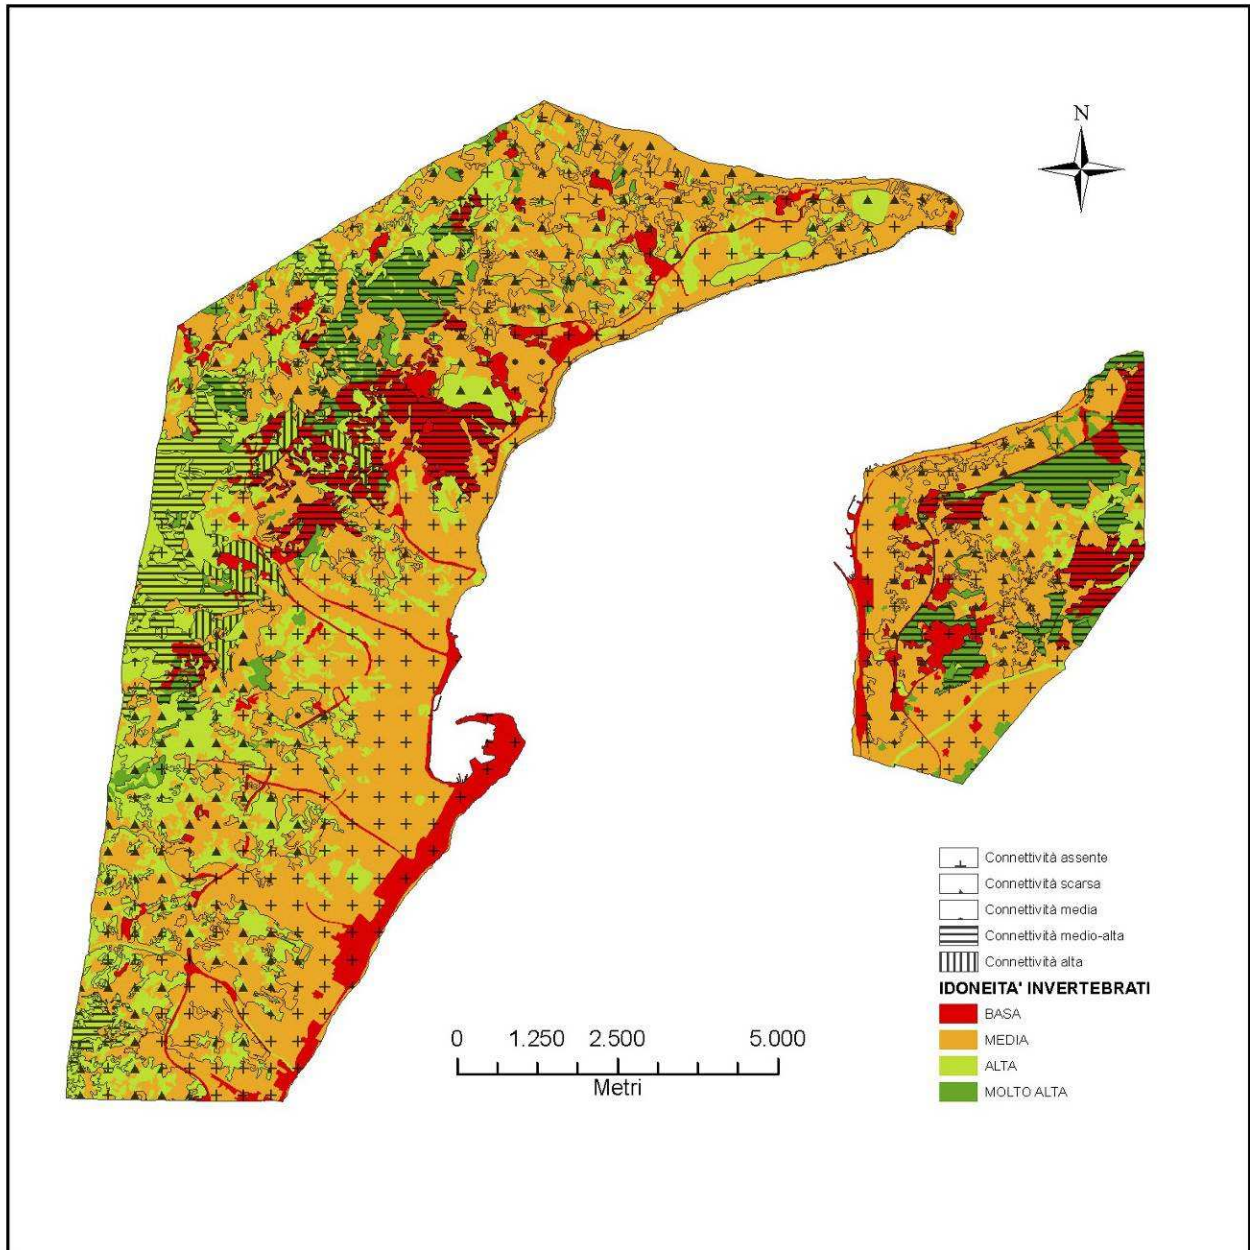 N
Connettività assente
Connettività scarsa
Connettività media
Connettività medio-alta
Connettività alta
IDONEITA' INVERTEBRATI
BASA
MEDIA
ALTA
MOLTO ALTA
0 1.250 2.500 5.000
Metri